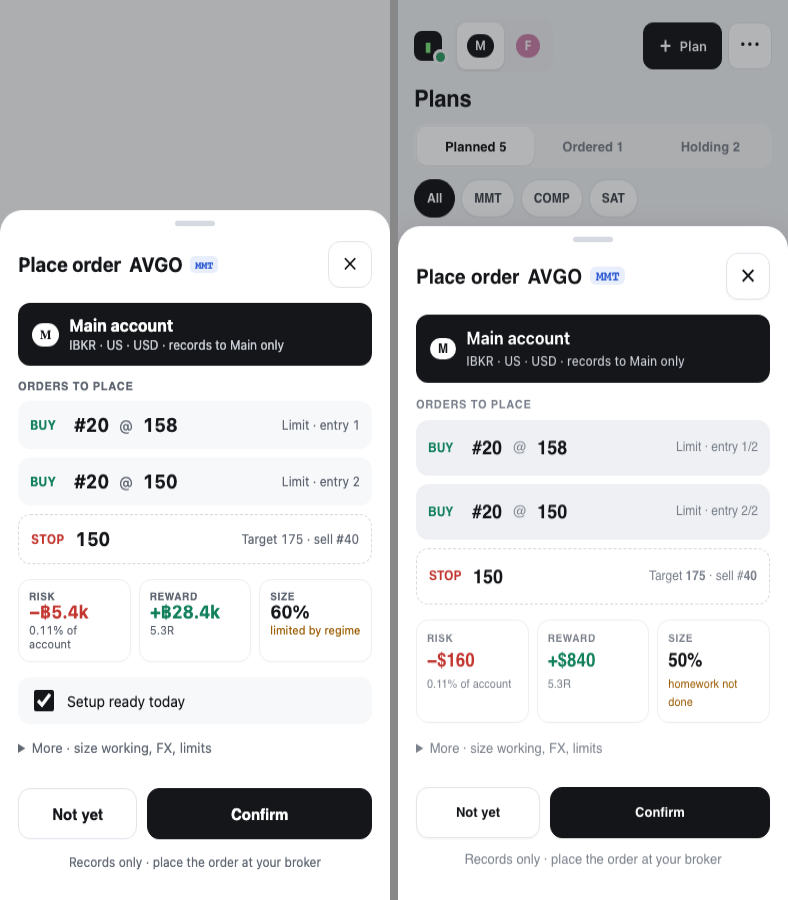 Place order AVGO MMT
M
Main account
IBKR · US · USD · records to Main only
ORDERS TO PLACE
BUY #20 @ 158 Limit · entry 1
BUY #20 @ 150 Limit · entry 2
STOP 150 Target 175 · sell #40
RISK
−฿5.4k
0.11% of
account
REWARD
+฿28.4k
5.3R
SIZE
60%
limited by regime
Setup ready today
More · size working, FX, limits
Not yet
Confirm
Records only · place the order at your broker
M
F
+ Plan
Plans
Planned 5
Ordered 1
Holding 2
All
MMT
COMP
SAT
Place order AVGO MMT
M
Main account
IBKR · US · USD · records to Main only
ORDERS TO PLACE
BUY #20 @ 158 Limit · entry 1/2
BUY #20 @ 150 Limit · entry 2/2
STOP 150 Target 175 · sell #40
RISK
−$160
0.11% of account
REWARD
+$840
5.3R
SIZE
50%
homework not
done
More · size working, FX, limits
Not yet
Confirm
Records only · place the order at your broker